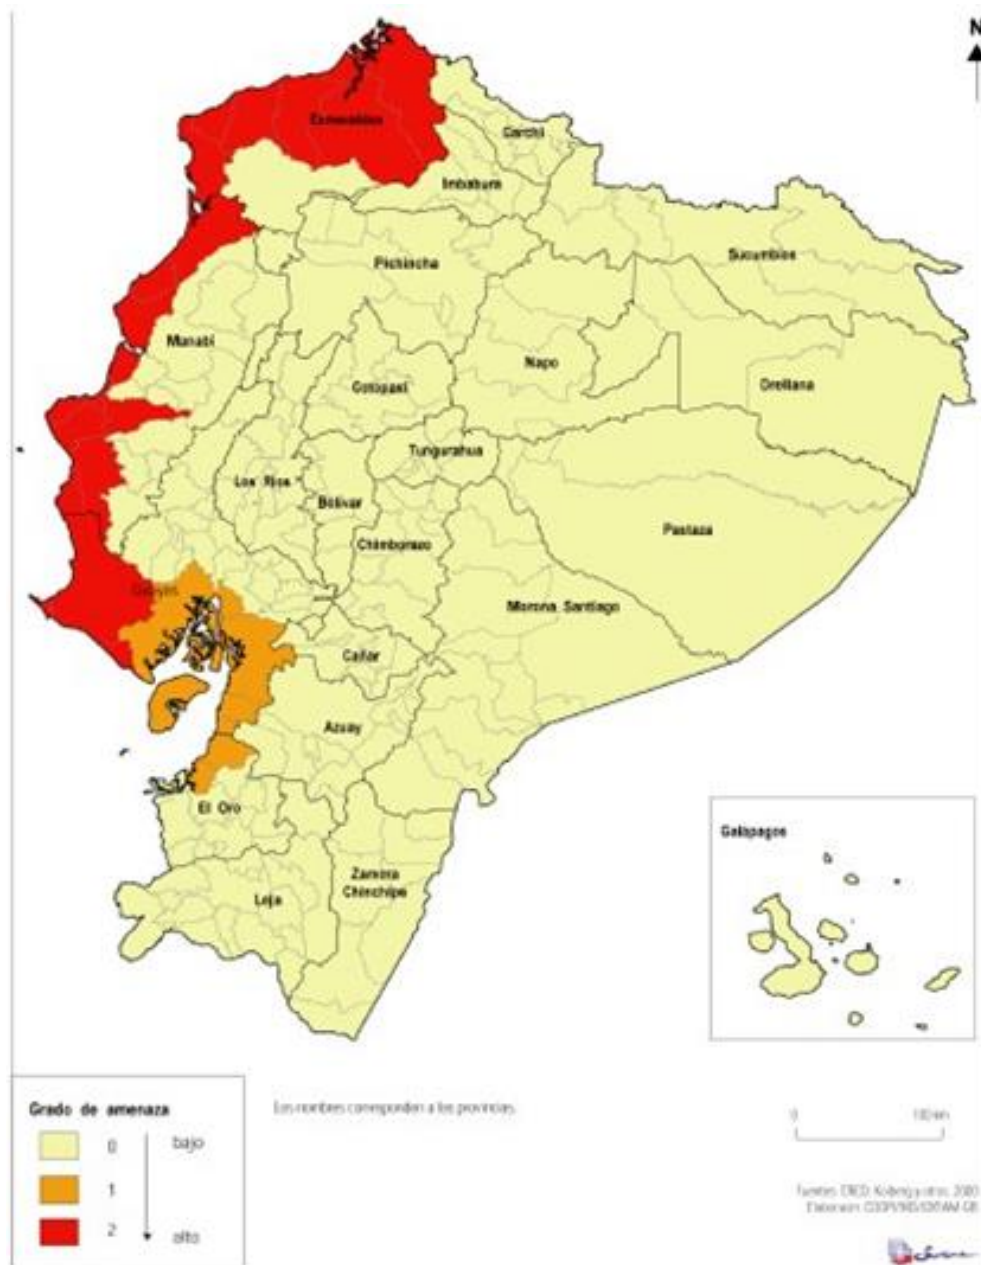 N
Esmeraldas
Carchi
Imbabura
Sucumbios
Pichincha
Manabí
Napo
Orellana
Cotopaxi
Tungurahua
Los Rios
Bolívar
Pastaza
Chimborazo
Guayas
Morona Santiago
Cañar
Azuay
El Oro
Galápagos
Zamora
Chinchipe
Loja
Grado de amenaza
0
bajo
1
2
alto
Los nombres corresponden a las provincias.
0
100 km